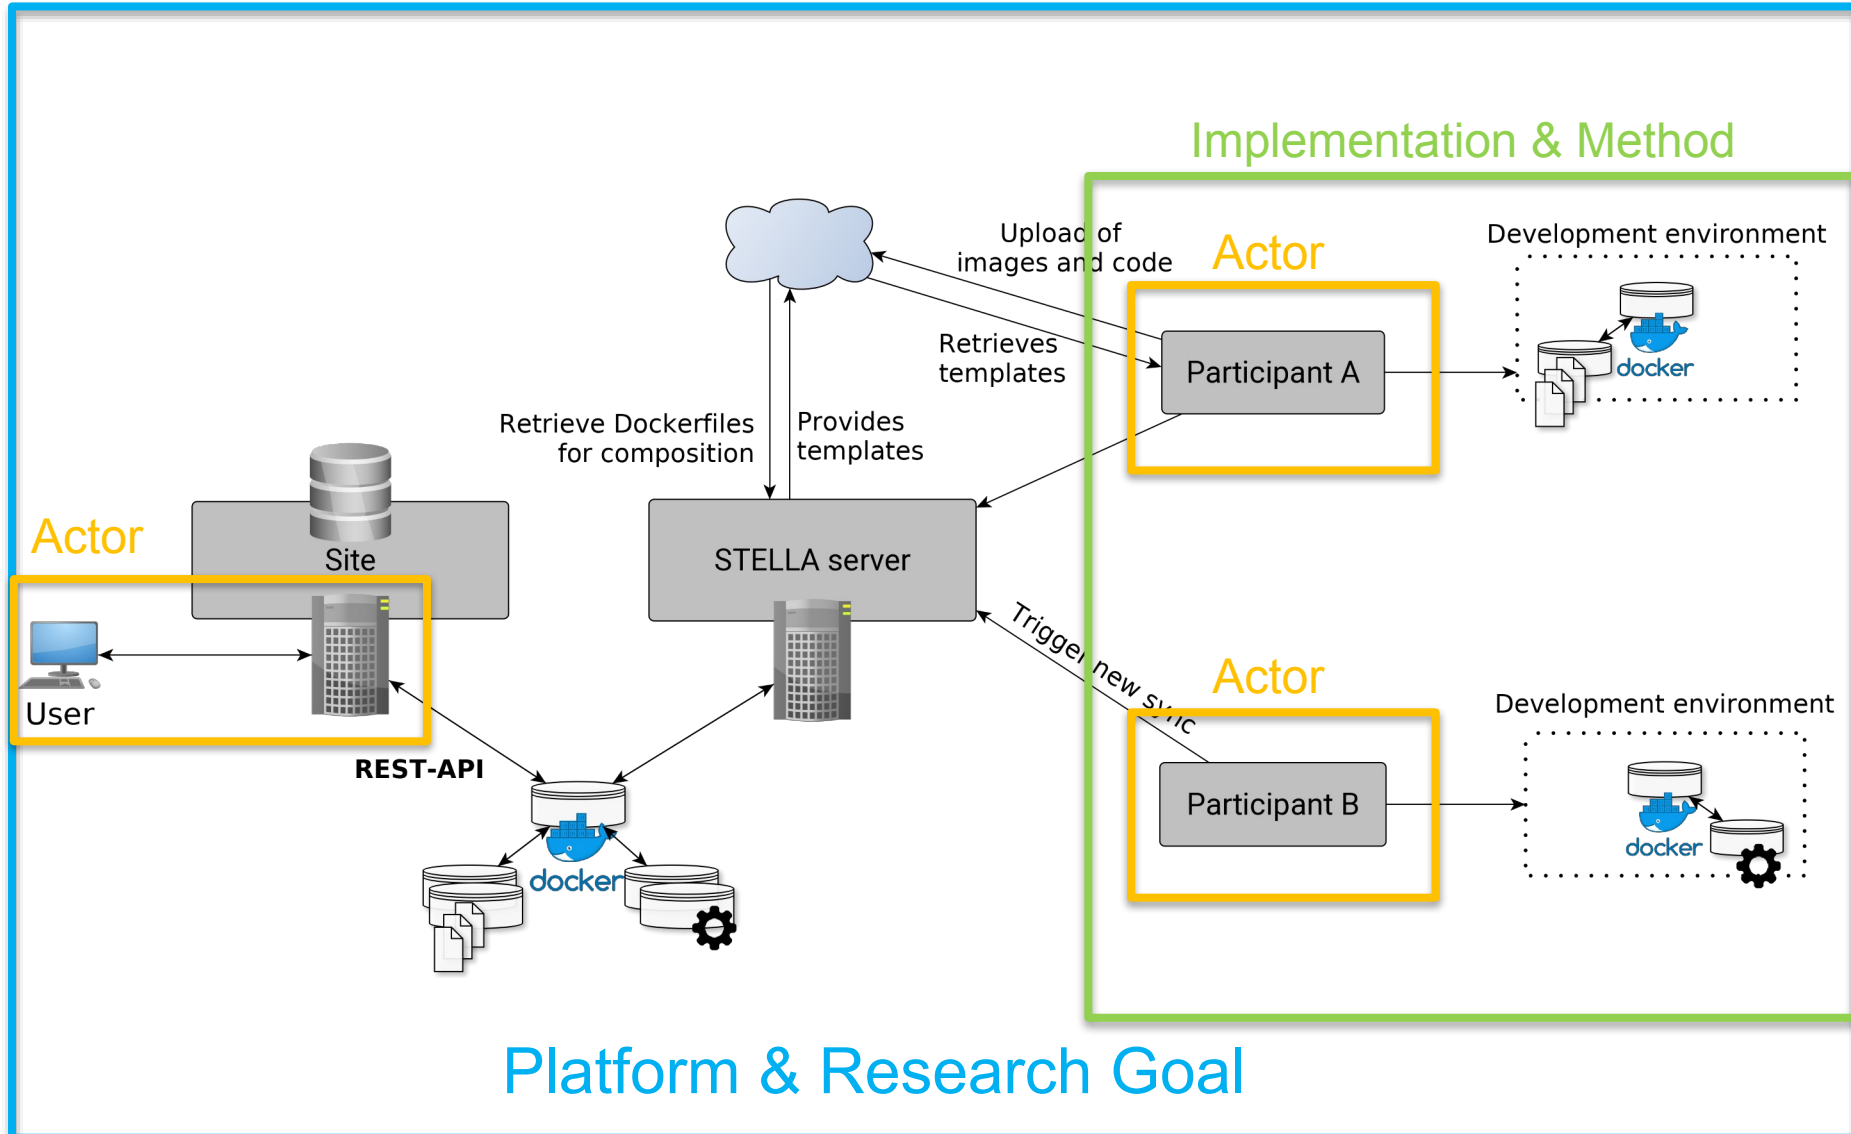 Implementation & Method
Upload of
images and code
Actor
Development environment
Retrieves
templates
Participant A
docker
Retrieve Dockerfiles
for composition
Provides
templates
Actor
Site
STELLA server
User
REST-API
Trigger new sync
Actor
Development environment
Participant B
docker
docker
Platform & Research Goal